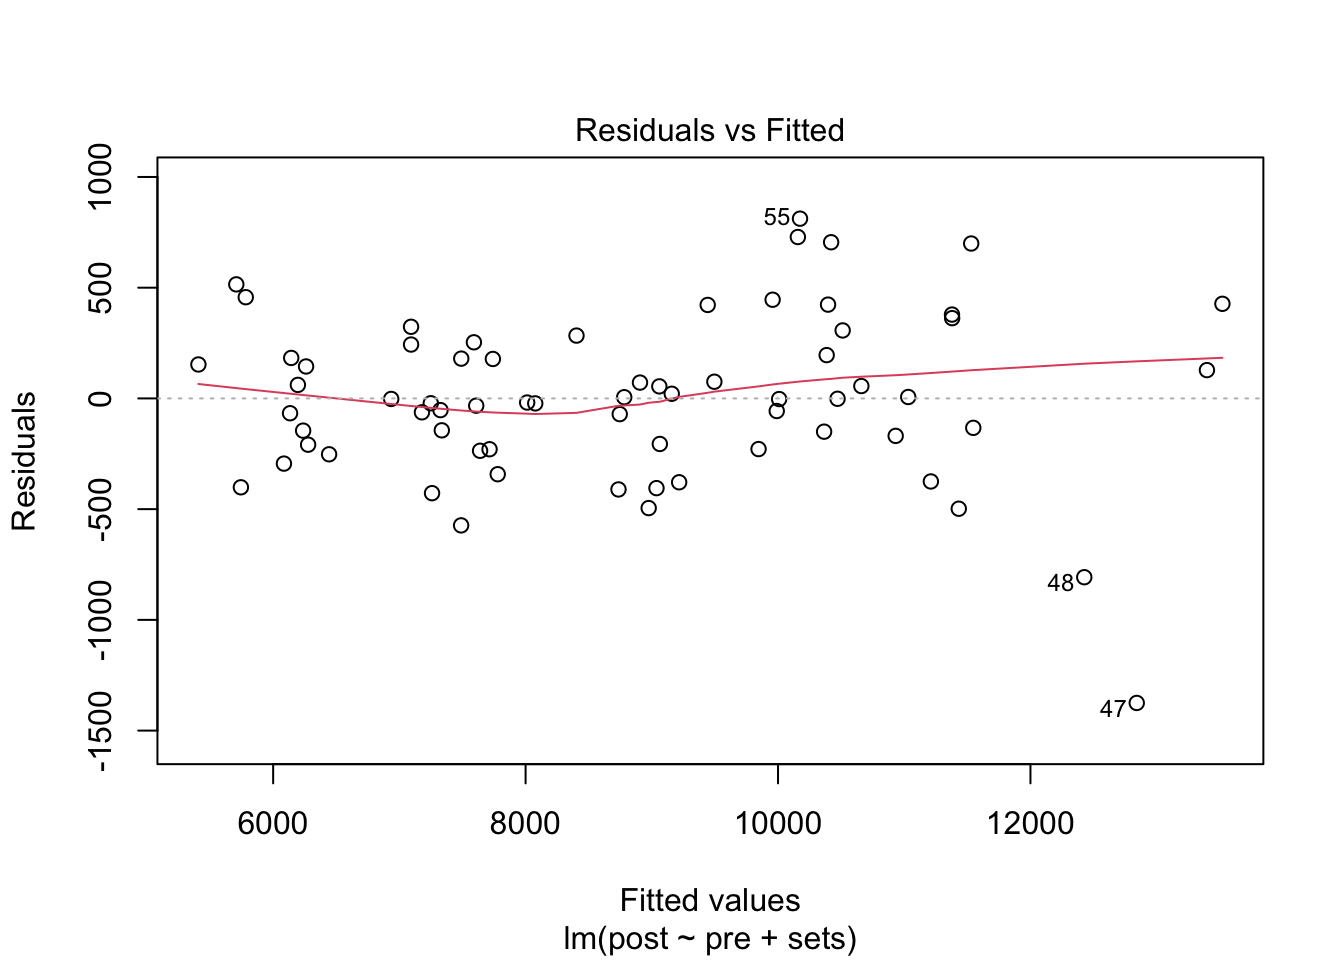 Residuals vs Fitted
Residuals
1000
500
0
-500
-1000
-1500
55
48
47
6000 8000 10000 12000
Fitted values
lm(post ~ pre + sets)